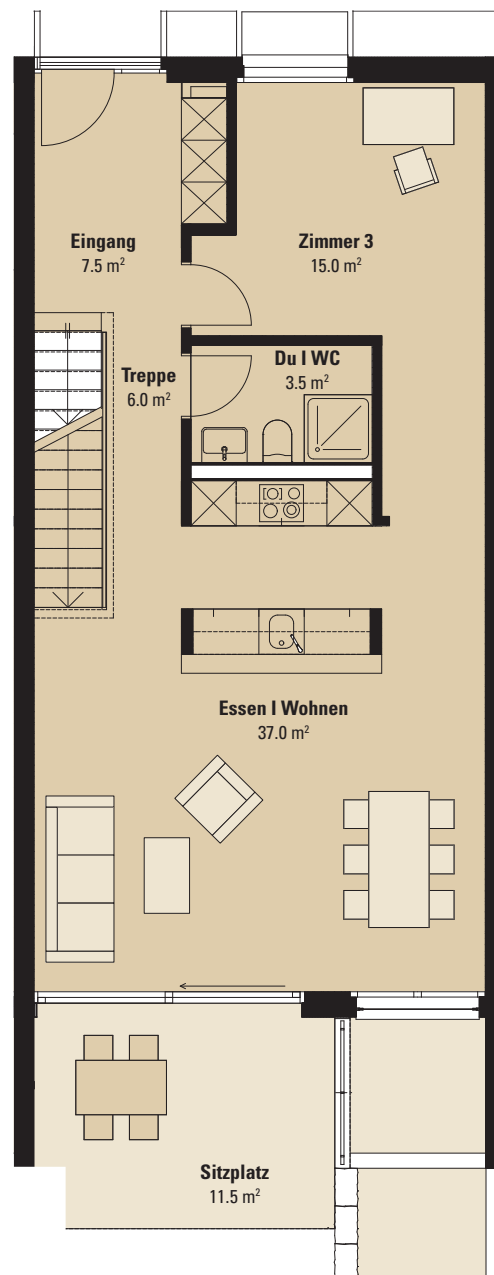 Eingang
7.5 m²
Zimmer 3
15.0 m²
Treppe
6.0 m²
Du I WC
3.5 m²
Essen I Wohnen
37.0 m²
Sitzplatz
11.5 m²